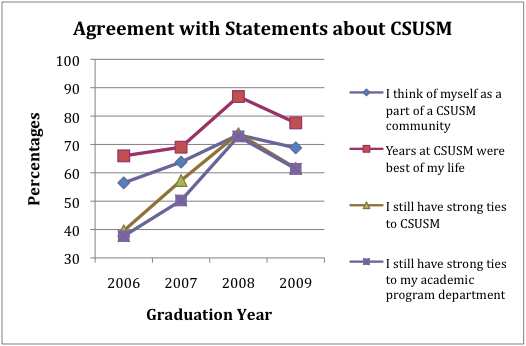 Agreement with Statements about CSUSM
100
90
80
70
60
50
40
30
Percentages
2006 2007 2008 2009
Graduation Year
I think of myself as a
part of a CSUSM
community
Years at CSUSM were
best of my life
I still have strong ties
to CSUSM
I still have strong ties
to my academic
program department